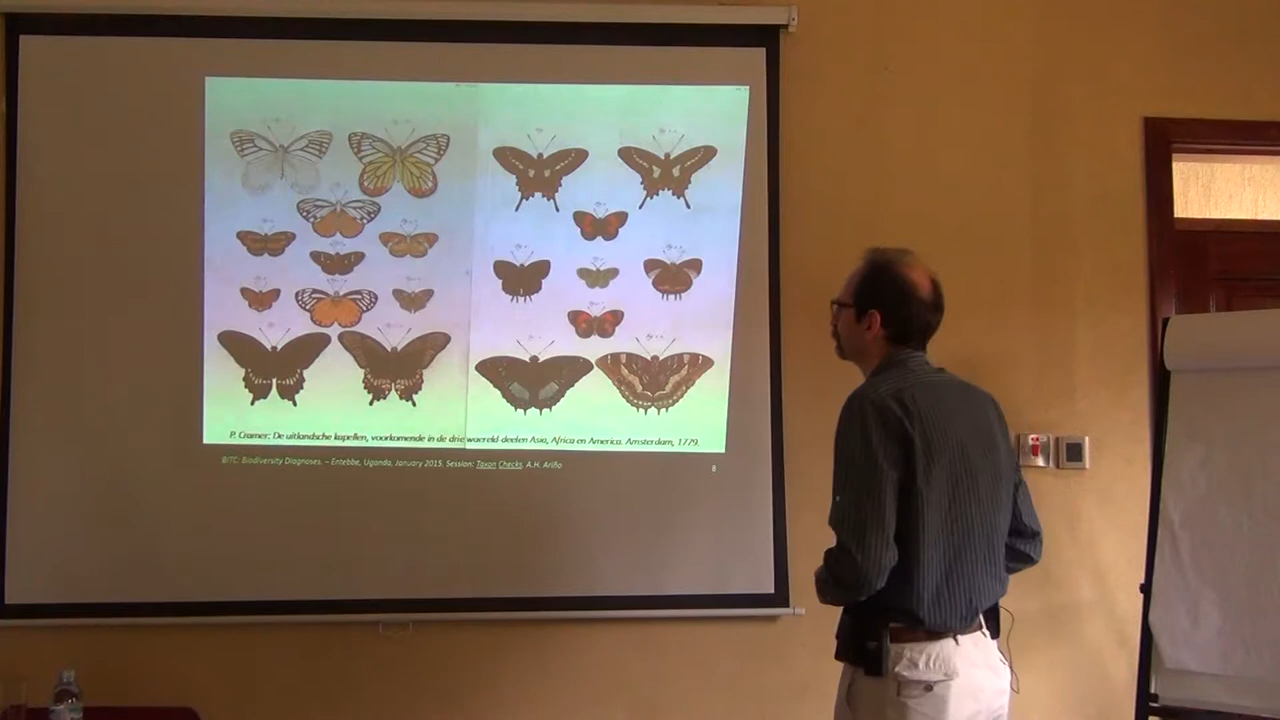 P. Cramer: De uitlandsche kapellen, voorkomende in de drie waereld-deelen Asia, Africa en America. Amsterdam, 1779.
BITC: Biodiversity Diagnoses. – Entebbe, Uganda, January 2015. Session: Taxon Checks. A.H. Ariño
8